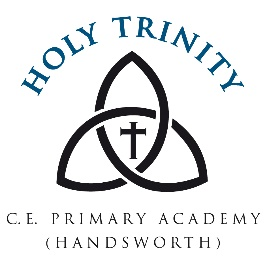 HOLY TRINITY
C.E. PRIMARY ACADEMY
(HANDSWORTH)